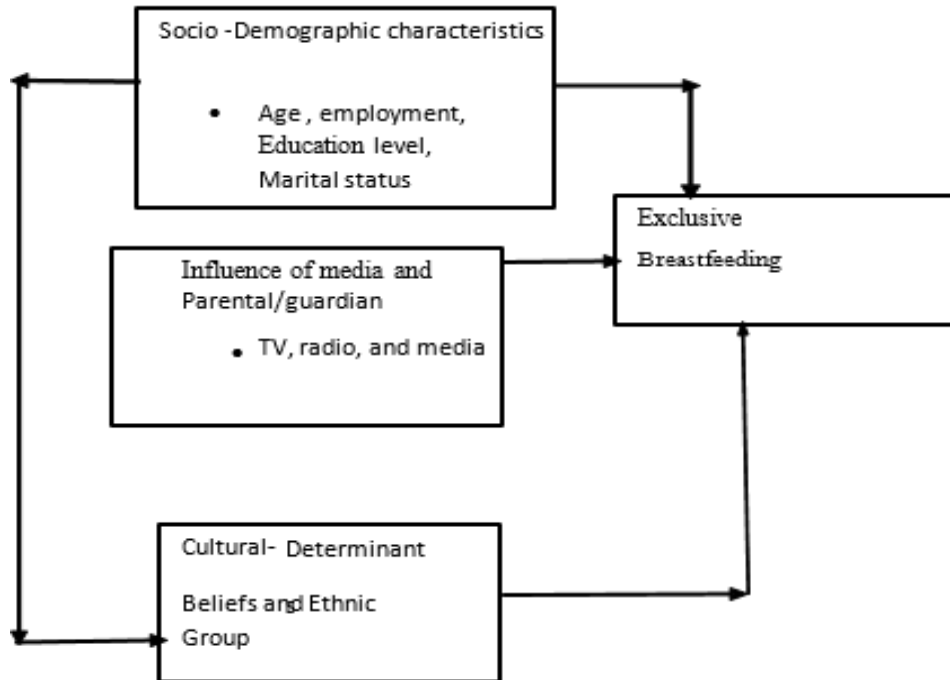 Socio -Demographic characteristics
• Age , employment,
Education level,
Marital status
Influence of media and
Parental/guardian
• TV, radio, and media
Exclusive
Breastfeeding
Cultural- Determinant
Beliefs and Ethnic
Group